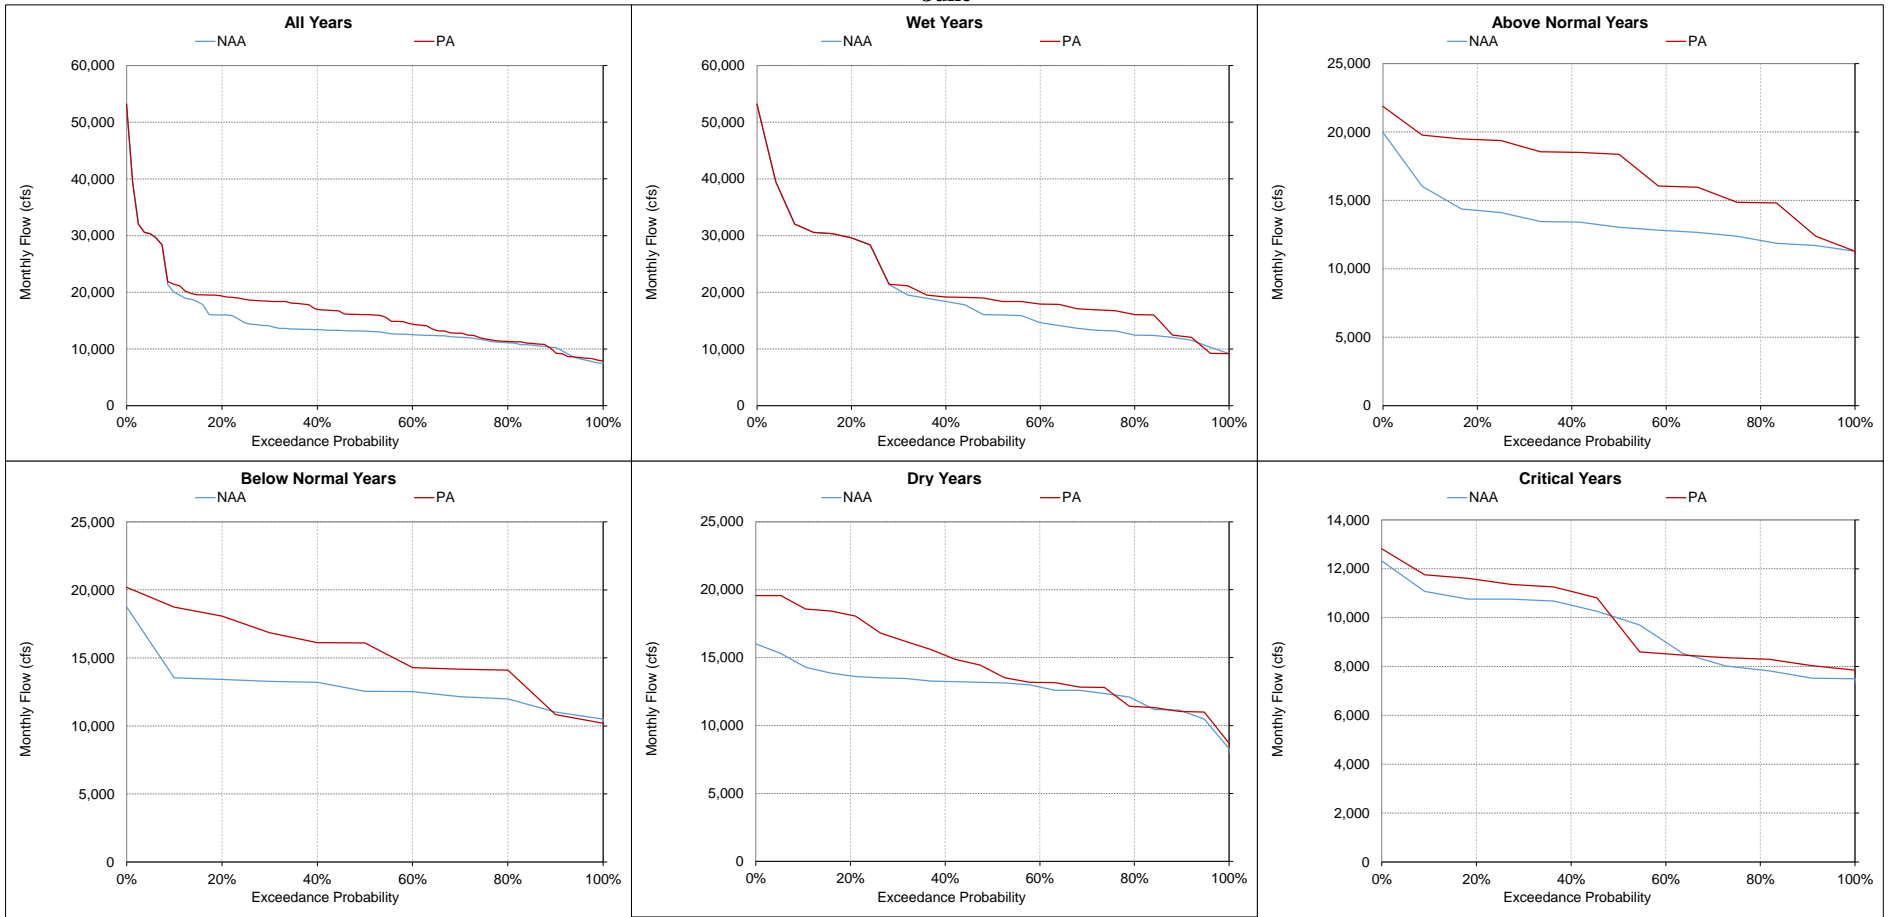 All Years
NAA PA
60,000
50,000
40,000
30,000
20,000
10,000
0
Monthly Flow (cfs)
0% 20% 40% 60% 80% 100%
Exceedance Probability
Wet Years
NAA PA
60,000
50,000
40,000
30,000
20,000
10,000
0
Monthly Flow (cfs)
0% 20% 40% 60% 80% 100%
Exceedance Probability
Above Normal Years
NAA PA
25,000
20,000
15,000
10,000
5,000
0
Monthly Flow (cfs)
0% 20% 40% 60% 80% 100%
Exceedance Probability
Below Normal Years
NAA PA
25,000
20,000
15,000
10,000
5,000
0
Monthly Flow (cfs)
0% 20% 40% 60% 80% 100%
Exceedance Probability
Dry Years
NAA PA
25,000
20,000
15,000
10,000
5,000
0
Monthly Flow (cfs)
0% 20% 40% 60% 80% 100%
Exceedance Probability
Critical Years
NAA PA
14,000
12,000
10,000
8,000
6,000
4,000
2,000
0
Monthly Flow (cfs)
0% 20% 40% 60% 80% 100%
Exceedance Probability